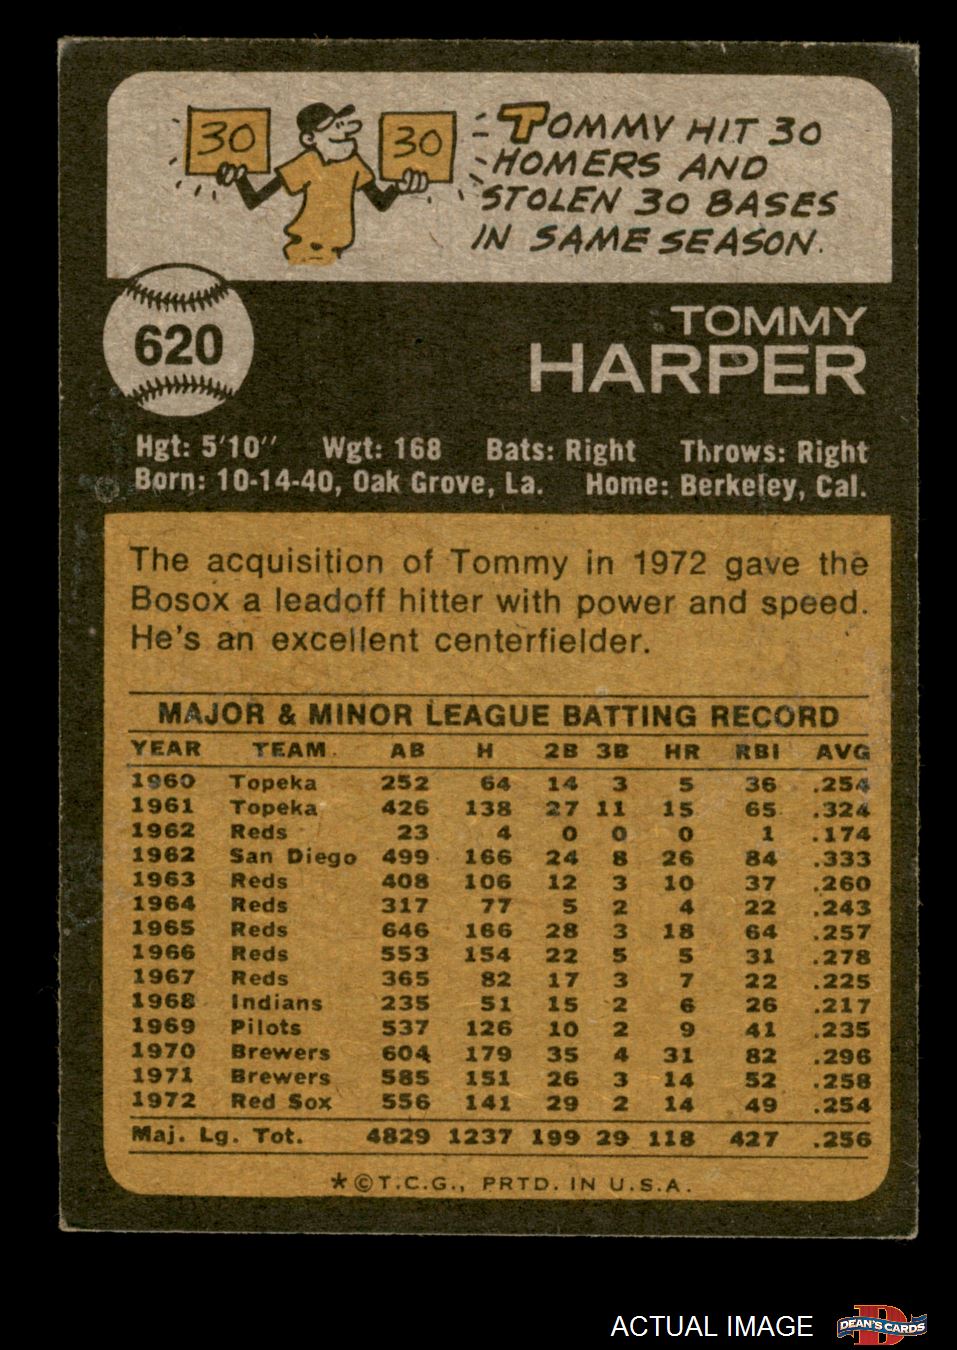 30
30
TOMMY HIT 30
HOMERS AND
STOLEN 30 BASES
IN SAME SEASON.
620
TOMMY
HARPER
Hgt: 5'10" Wgt: 168 Bats: Right Throws: Right
Born: 10-14-40, Oak Grove, La. Home: Berkeley, Cal.
The acquisition of Tommy in 1972 gave the
Bosox a leadoff hitter with power and speed.
He's an excellent centerfielder.
MAJOR & MINOR LEAGUE BATTING RECORD
YEAR TEAM AB H 2B 3B HR RBI AVG
1960 Topeka 252 64 14 3 5 36 .254
1961 Topeka 426 138 27 11 15 65 .324
1962 Reds 23 4 0 0 0 1 .174
1962 San Diego 499 166 24 8 26 84 .333
1963 Reds 408 106 12 3 10 37 .260
1964 Reds 317 77 5 2 4 22 .243
1965 Reds 646 166 28 3 18 64 .257
1966 Reds 553 154 22 5 5 31 .278
1967 Reds 365 82 17 3 7 22 .225
1968 Indians 235 51 15 2 6 26 .217
1969 Pilots 537 126 10 2 9 41 .235
1970 Brewers 604 179 35 4 31 82 .296
1971 Brewers 585 151 26 3 14 52 .258
1972 Red Sox 556 141 29 2 14 49 .254
Maj. Lg. Tot. 4829 1237 199 29 118 427 .256
*©T.C.G., PRTD. IN U.S.A.
ACTUAL IMAGE
DEAN'S CARDS